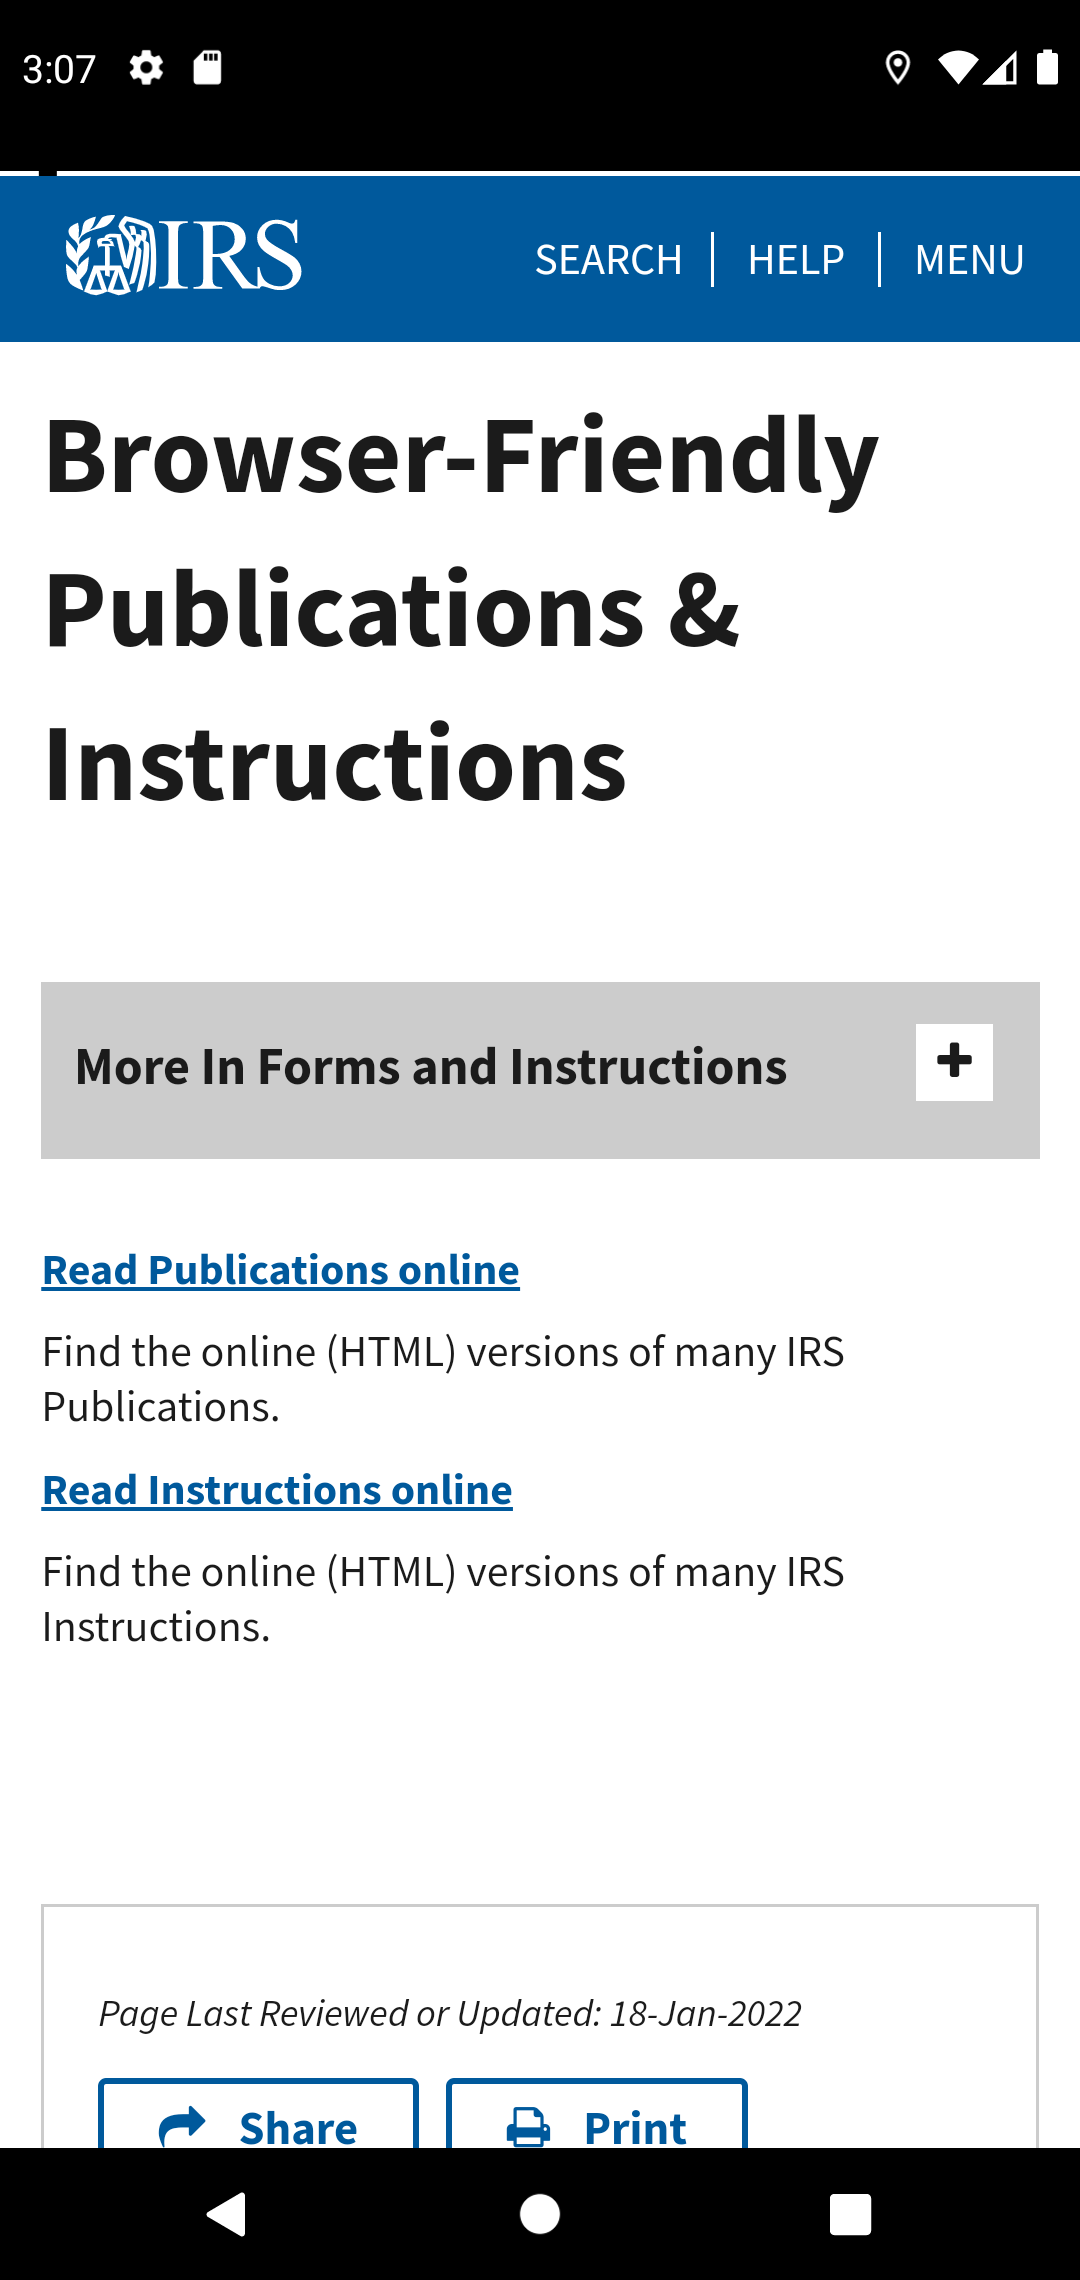 3:07
IRS
SEARCH | HELP | MENU
Browser-Friendly
Publications &
Instructions
More In Forms and Instructions
Read Publications online
Find the online (HTML) versions of many IRS
Publications.
Read Instructions online
Find the online (HTML) versions of many IRS
Instructions.
Page Last Reviewed or Updated: 18-Jan-2022
Share Print